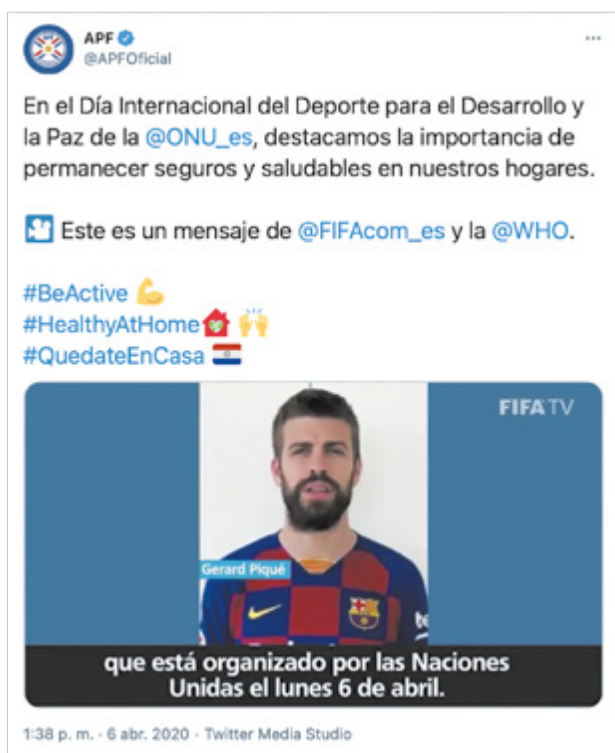 APF
@APFOficial
En el Día Internacional del Deporte para el Desarrollo y
la Paz de la @ONU_es, destacamos la importancia de
permanecer seguros y saludables en nuestros hogares.
Este es un mensaje de @FIFAcom_es y la @WHO.
#BeActive
#HealthyAtHome
#QuedateEnCasa
FIFA TV
Gerard Piqué
que está organizado por las Naciones
Unidas el lunes 6 de abril.
1:38 p. m. · 6 abr. 2020 · Twitter Media Studio